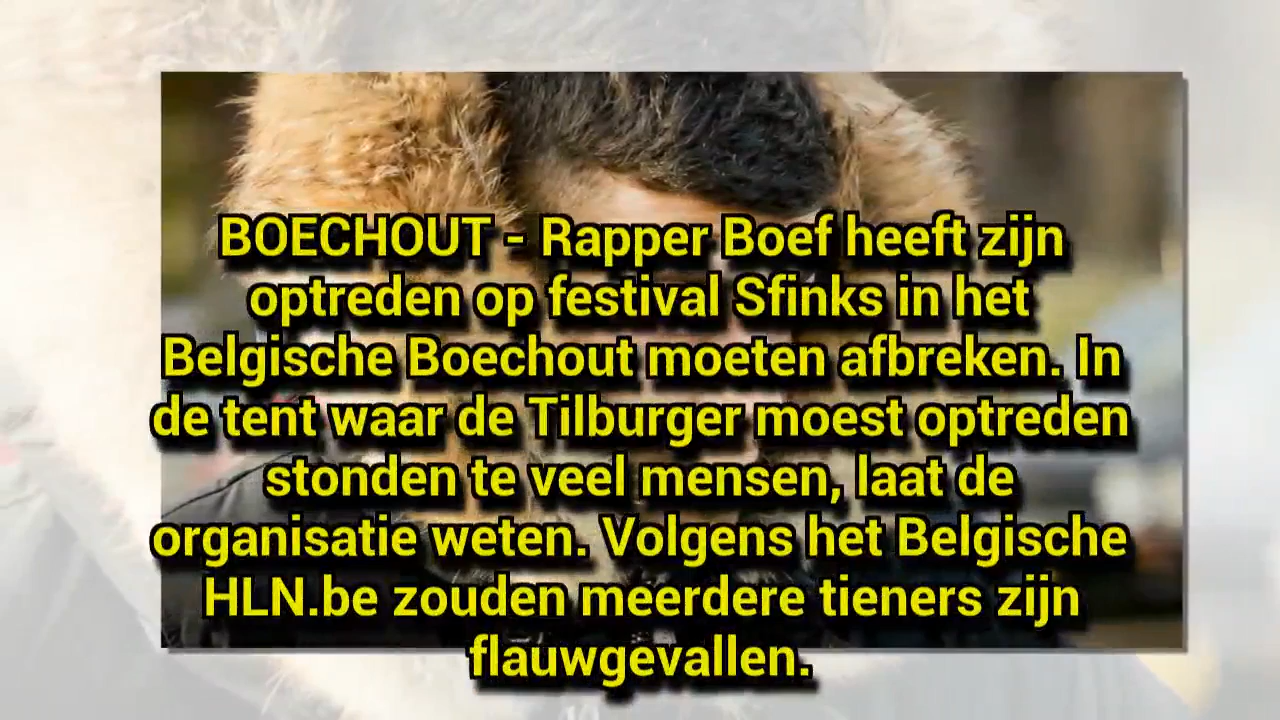 BOECHOUT - Rapper Boef heeft zijn
optreden op festival Sfinks in het
Belgische Boechout moeten afbreken. In
de tent waar de Tilburger moest optreden
stonden te veel mensen, laat de
organisatie weten. Volgens het Belgische
HLN.be zouden meerdere tieners zijn
flauwgevallen.